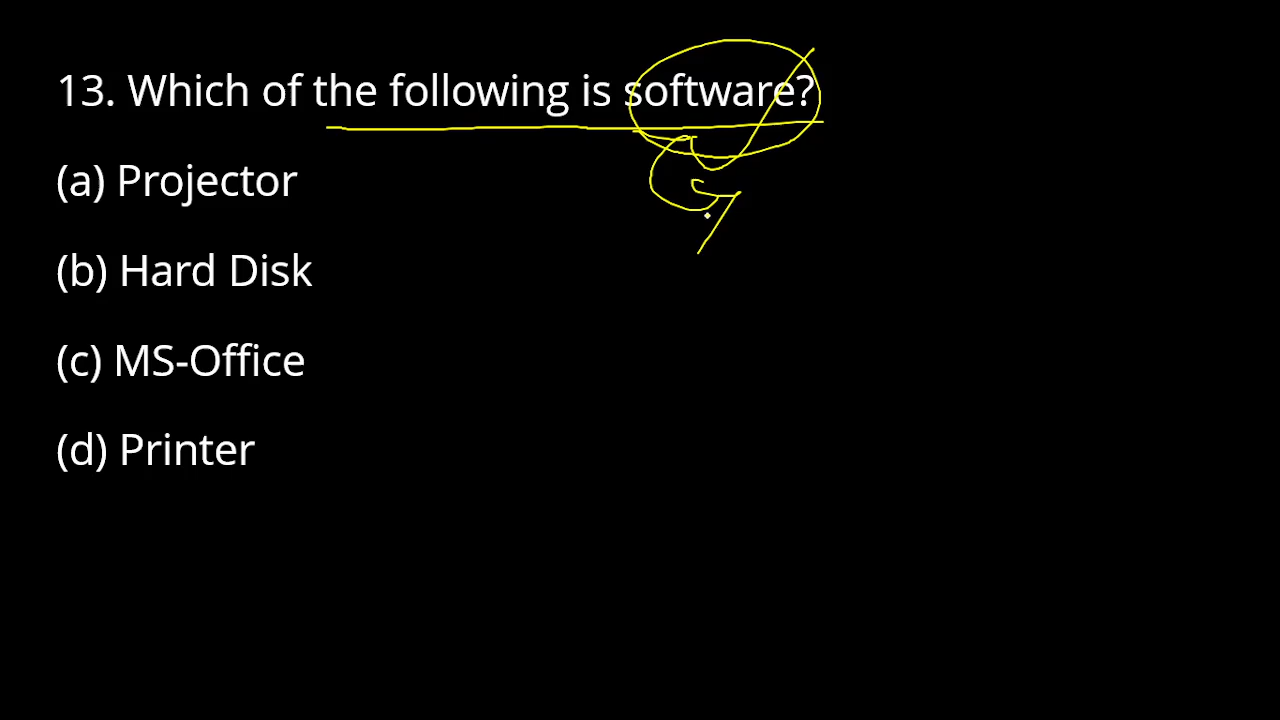 13. Which of the following is software?
(a) Projector
(b) Hard Disk
(c) MS-Office
(d) Printer